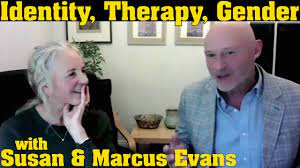 Identity, Therapy, Gender
with
Susan & Marcus Evans